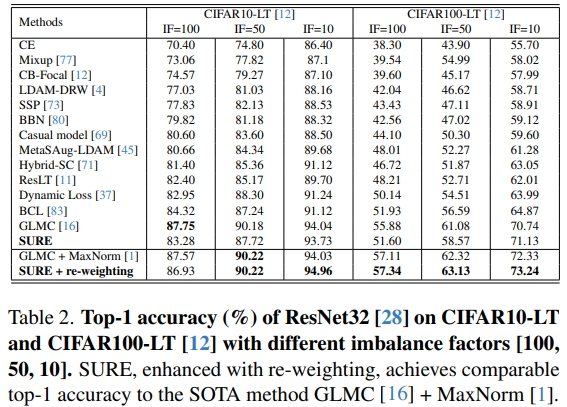 Methods CIFAR10-LT [12] CIFAR100-LT [12]
IF=100 IF=50 IF=10 IF=100 IF=50 IF=10
CE 70.40 74.80 86.40 38.30 43.90 55.70
Mixup [77] 73.06 77.82 87.1 39.54 54.99 58.02
CB-Focal [12] 74.57 79.27 87.10 39.60 45.17 57.99
LDAM-DRW [4] 77.03 81.03 88.16 42.04 46.62 58.71
SSP [73] 77.83 82.13 88.53 43.43 47.11 58.91
BBN [80] 79.82 81.18 88.32 42.56 47.02 59.12
Casual model [69] 80.60 83.60 88.50 44.10 50.30 59.60
MetaSAug-LDAM [45] 80.66 84.34 89.68 48.01 52.27 61.28
Hybrid-SC [71] 81.40 85.36 91.12 46.72 51.87 63.05
ResLT [11] 82.40 85.17 89.70 48.21 52.71 62.01
Dynamic Loss [37] 82.95 88.30 91.24 50.14 54.51 63.99
BCL [83] 84.32 87.24 91.12 51.93 56.59 64.87
GLMC [16] 87.75 90.18 94.04 55.88 61.08 70.74
SURE 83.28 87.72 93.73 51.60 58.57 71.13
GLMC + MaxNorm [1] 87.57 90.22 94.03 57.11 62.32 72.33
SURE + re-weighting 86.93 90.22 94.96 57.34 63.13 73.24
Table 2. Top-1 accuracy (%) of ResNet32 [28] on CIFAR10-LT
and CIFAR100-LT [12] with different imbalance factors [100,
50, 10]. SURE, enhanced with re-weighting, achieves comparable
top-1 accuracy to the SOTA method GLMC [16] + MaxNorm [1].